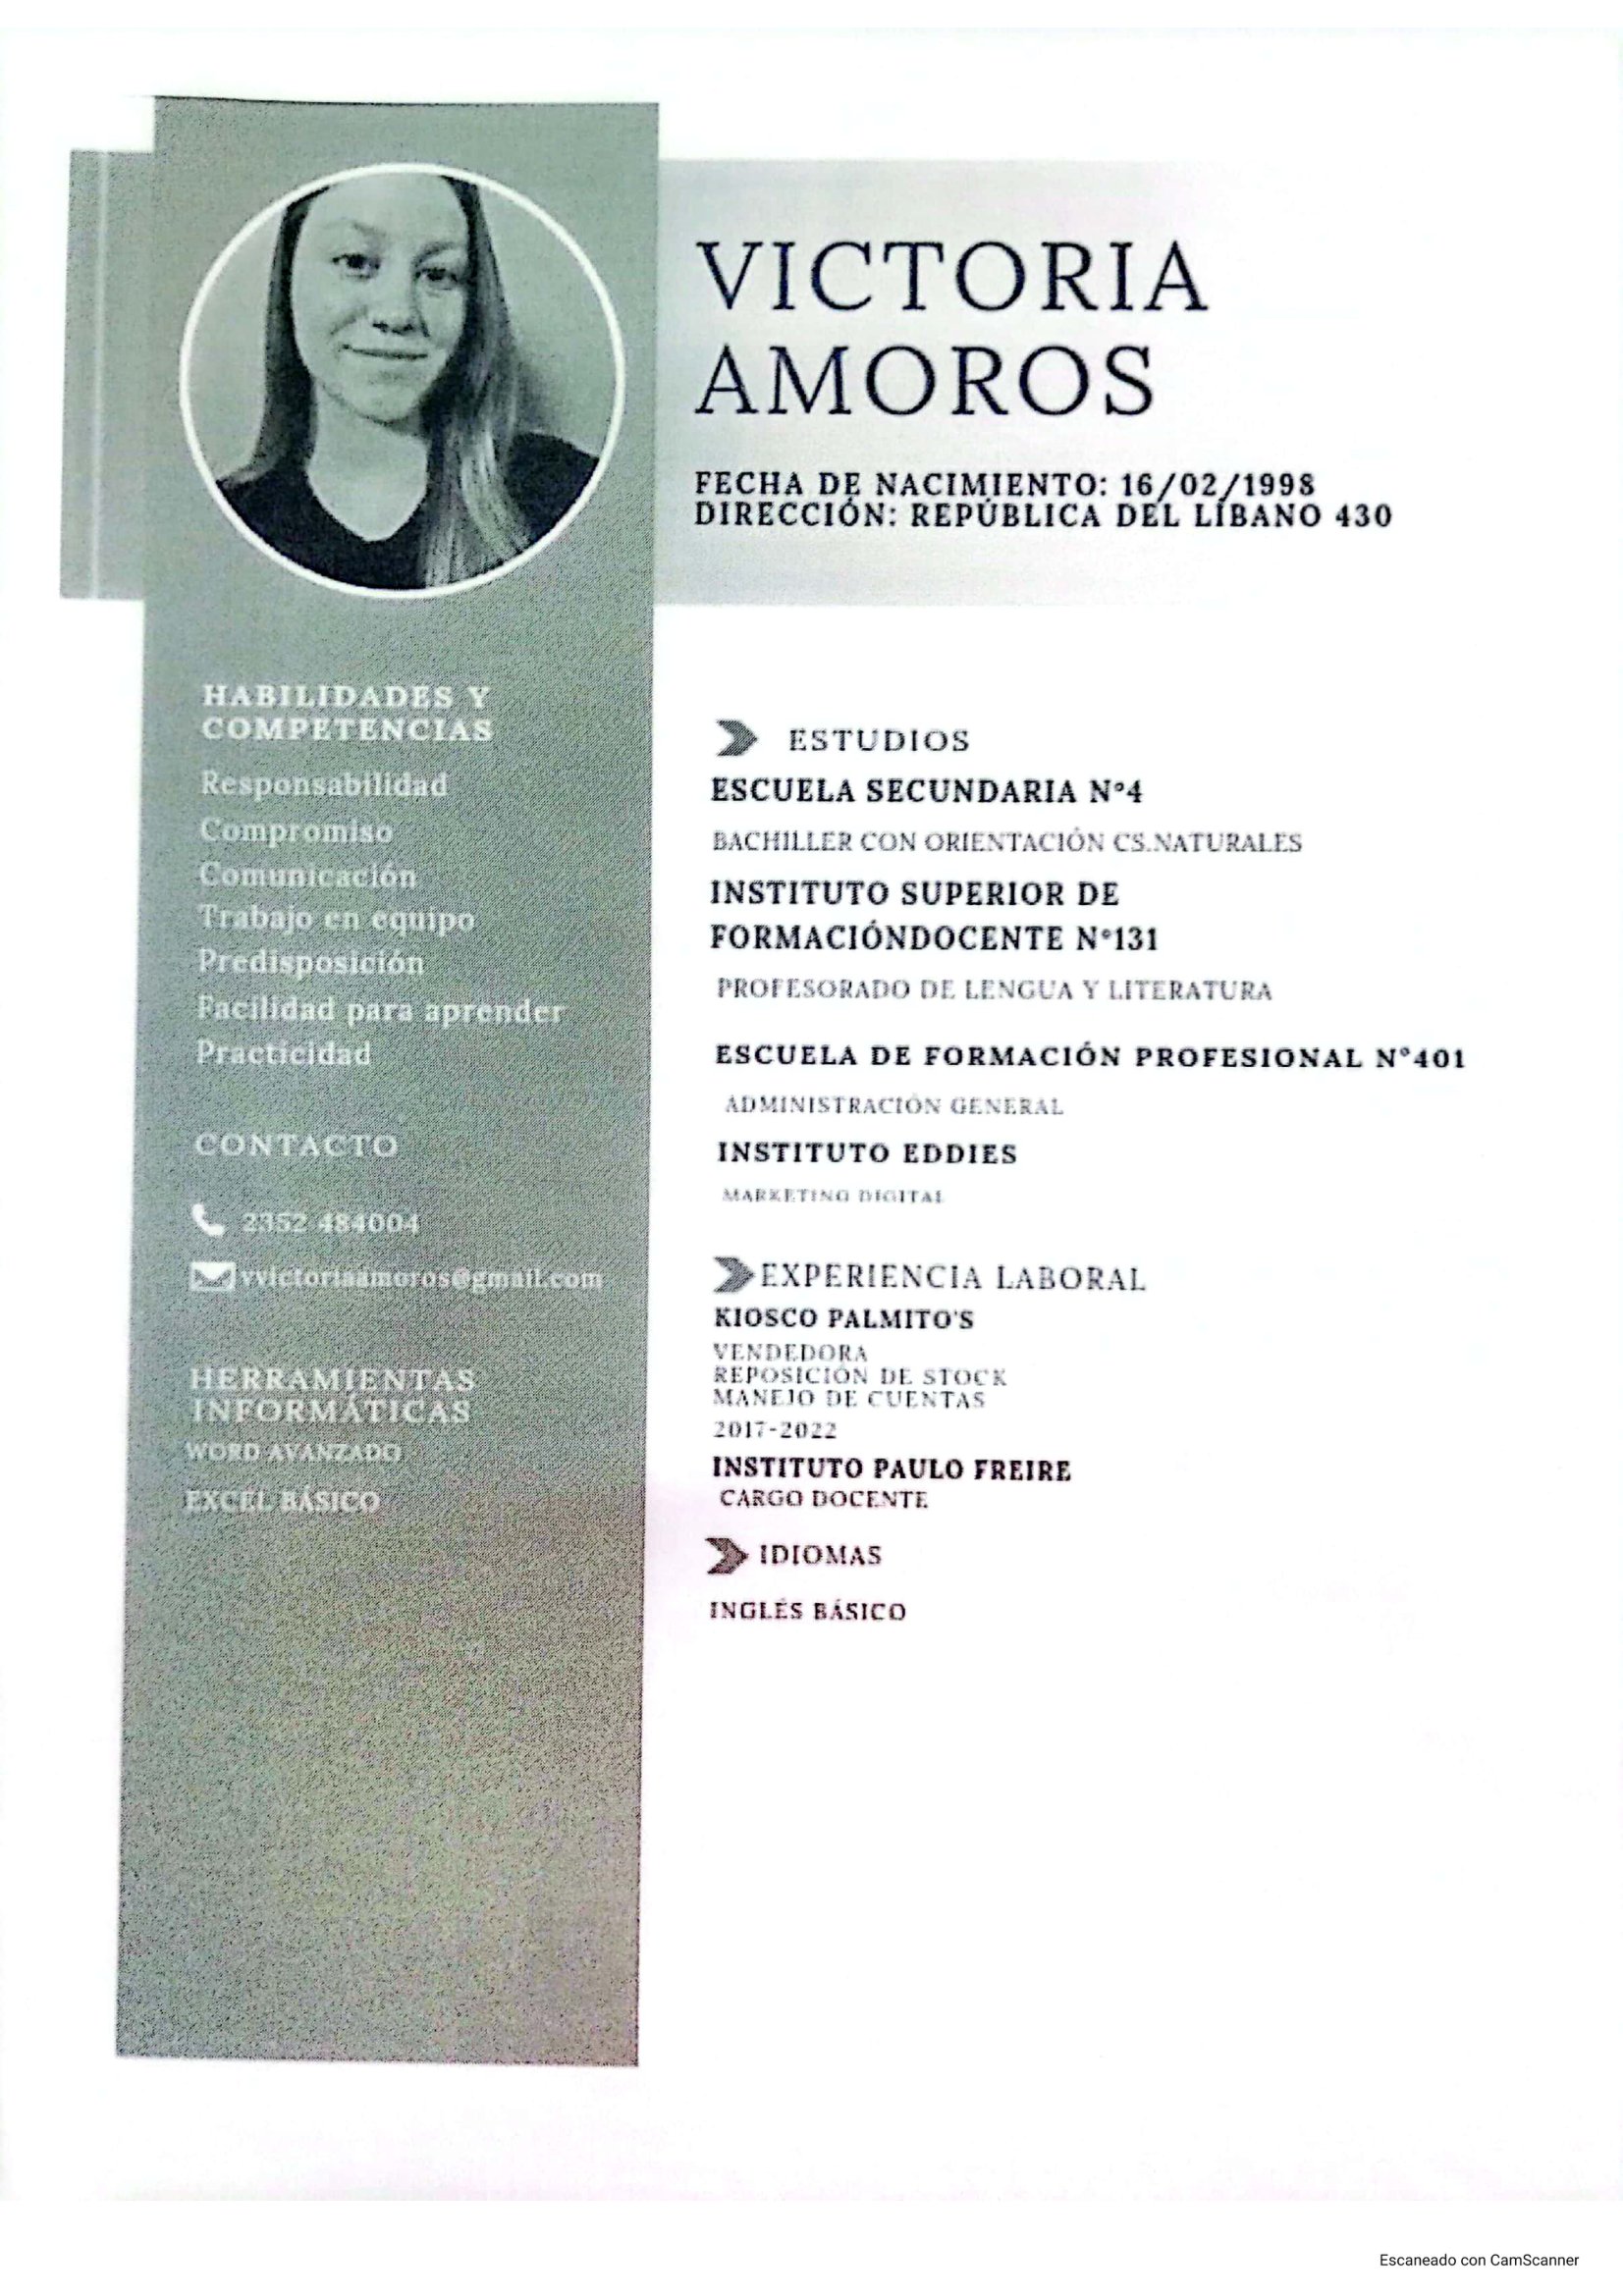 VICTORIA
AMOROS
FECHA DE NACIMIENTO: 16/02/1998
DIRECCIÓN: REPÚBLICA DEL LÍBANO 430
HABILIDADES Y
COMPETENCIAS
Responsabilidad
Compromiso
Comunicación
Trabajo en equipo
Predisposición
Facilidad para aprender
Practicidad
CONTACTO
2352 484004
vvictoriaamoros@gmail.com
HERRAMIENTAS
INFORMÁTICAS
WORD AVANZADO
EXCEL BÁSICO
ESTUDIOS
ESCUELA SECUNDARIA N°4
BACHILLER CON ORIENTACIÓN CS.NATURALES
INSTITUTO SUPERIOR DE
FORMACIÓNDOCENTE N°131
PROFESORADO DE LENGUA Y LITERATURA
ESCUELA DE FORMACIÓN PROFESIONAL N°401
ADMINISTRACIÓN GENERAL
INSTITUTO EDDIES
MARKETING DIGITAL
EXPERIENCIA LABORAL
KIOSCO PALMITO'S
VENDEDORA
REPOSICIÓN DE STOCK
MANEJO DE CUENTAS
2017-2022
INSTITUTO PAULO FREIRE
CARGO DOCENTE
IDIOMAS
INGLÉS BÁSICO
Escaneado con CamScanner